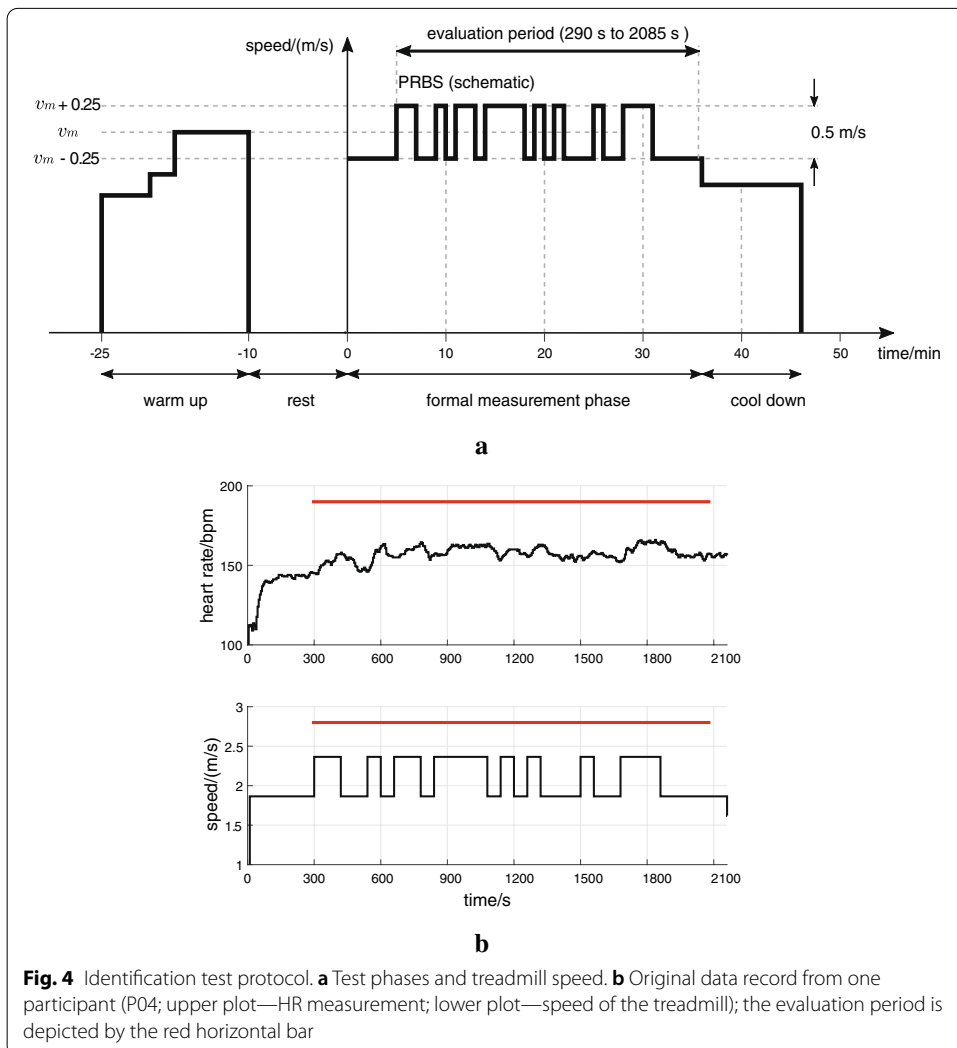 speed/(m/s)
evaluation period (290 s to 2085 s )
PRBS (schematic)
vm + 0.25
vm
vm - 0.25
0.5 m/s
-25
-10
0
10
20
30
40
50
time/min
warm up
rest
formal measurement phase
cool down
a
200
150
100
heart rate/bpm
0
300
600
900
1200
1500
1800
2100
3
2.5
2
1.5
1
speed/(m/s)
0
300
600
900
1200
1500
1800
2100
time/s
b
Fig. 4 Identification test protocol. a Test phases and treadmill speed. b Original data record from one
participant (P04; upper plot—HR measurement; lower plot—speed of the treadmill); the evaluation period is
depicted by the red horizontal bar